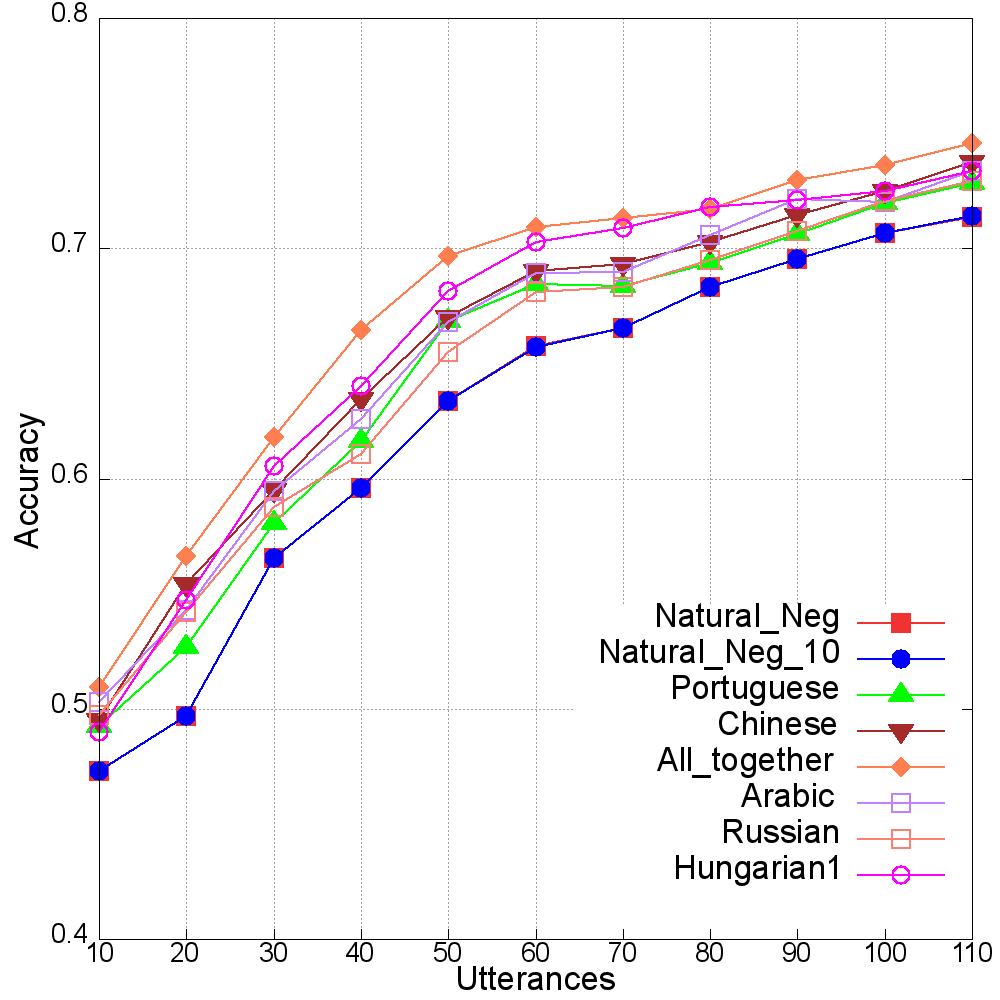 0.8
0.7
0.6
0.5
0.4
Accuracy
Natural_Neg
Natural_Neg_10
Portuguese
Chinese
All_together
Arabic
Russian
Hungarian1
10 20 30 40 50 60 70 80 90 100 110
Utterances